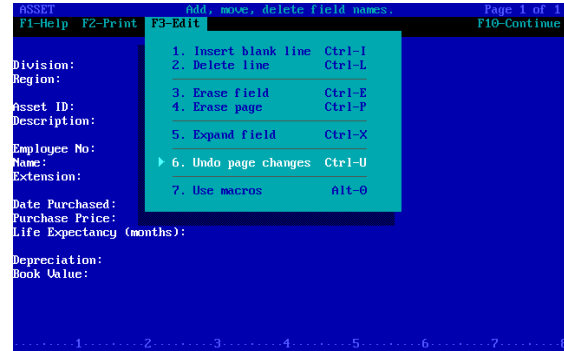 ASSET Add, move, delete field names. Page 1 of 1
F1-Help F2-Print F3-Edit F10-Continue
1. Insert blank line Ctrl-I
Division: 2. Delete line Ctrl-L
Region:
3. Erase field Ctrl-E
Asset ID: 4. Erase page Ctrl-P
Description:
5. Expand field Ctrl-X
Employee No:
Name: 6. Undo page changes Ctrl-U
Extension:
7. Use macros Alt-0
Date Purchased:
Purchase Price:
Life Expectancy (months):
Depreciation:
Book Value:
·········1·········2·········3·········4·········5·········6·········7·········8